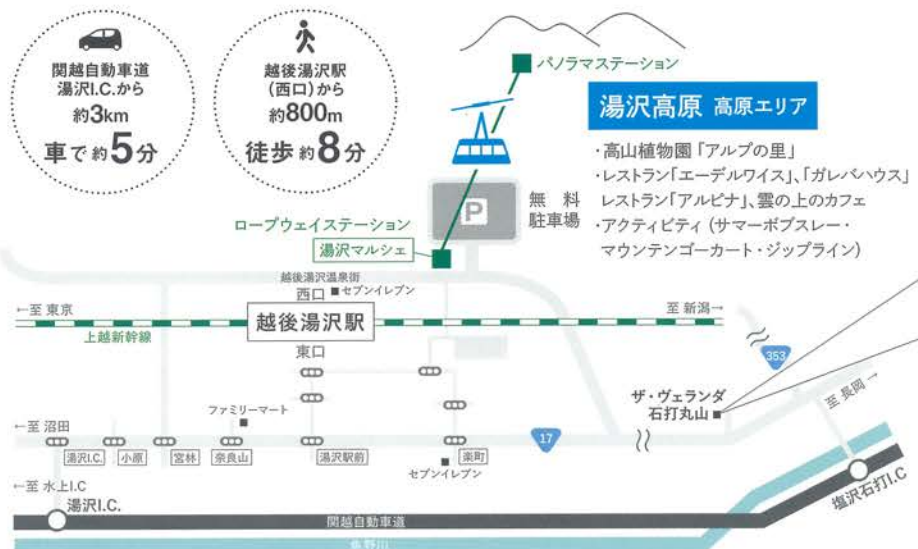 関越自動車道
湯沢I.C.から
約3km
車で約5分
越後湯沢駅
(西口)から
約800m
徒歩約8分
パノラマステーション
湯沢高原 高原エリア
・高山植物園「アルプの里」
・レストラン「エーデルワイス」、「ガレバハウス」
レストラン「アルピナ」、雲の上のカフェ
・アクティビティ(サマーボブスレー・
マウンテンゴーカート・ジップライン)
P
無料
駐車場
ロープウェイステーション
湯沢マルシェ
越後湯沢温泉街
西口
セブンイレブン
←至 東京
越後湯沢駅
至 新潟→
上越新幹線
東口
353
ザ・ヴェランダ
石打丸山
至 長岡→
ファミリーマート
←至 沼田
17
湯沢I.C.
小原
宮林
奈良山
湯沢駅前
楽町
セブンイレブン
←至 水上I.C
湯沢I.C.
塩沢石打I.C
関越自動車道
魚野川